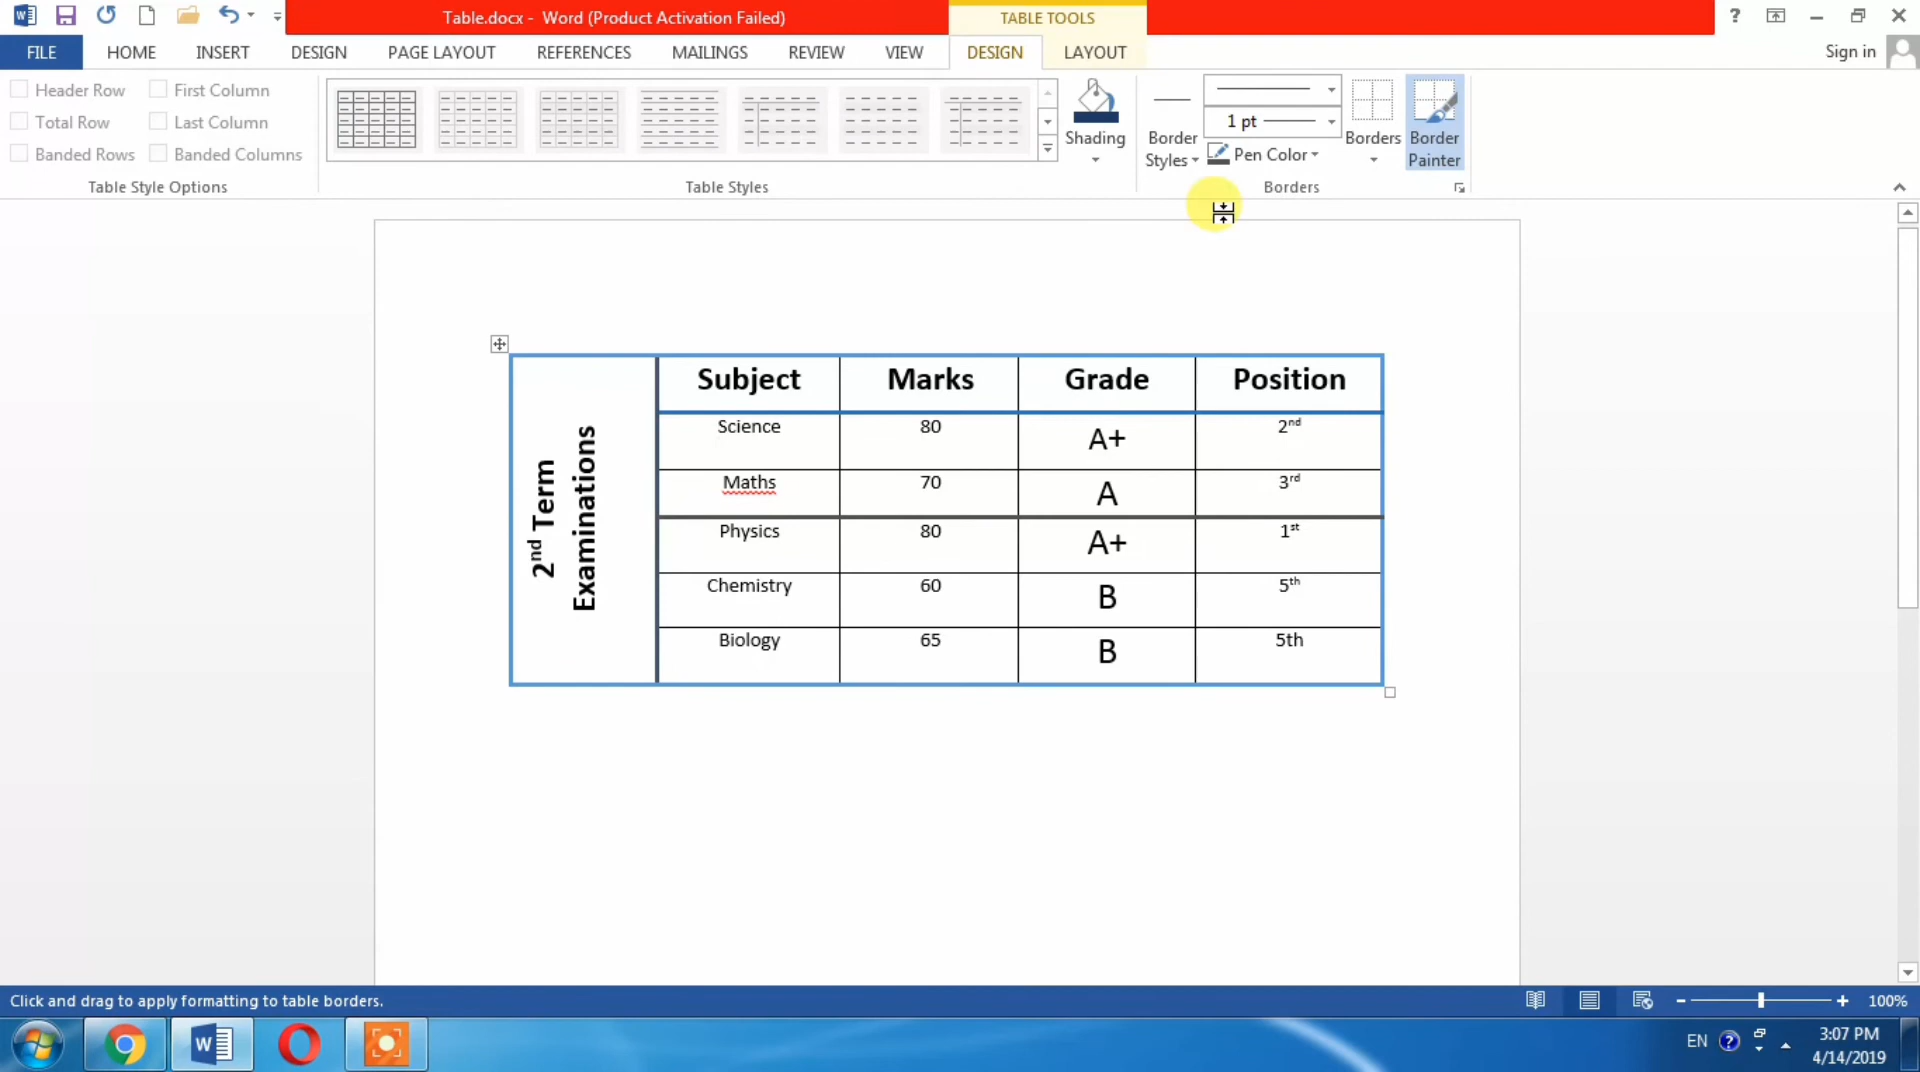 Table.docx - Word (Product Activation Failed)
TABLE TOOLS
?
FILE HOME INSERT DESIGN PAGE LAYOUT REFERENCES MAILINGS REVIEW VIEW DESIGN LAYOUT
Sign in
Header Row First Column
Total Row Last Column
Banded Rows Banded Columns
Table Style Options
Table Styles
Shading
Border
Styles
1 pt
Pen Color
Borders
Border
Painter
Borders
2nd Term
Examinations
Subject Marks Grade Position
Science 80 A+ 2nd
Maths 70 A 3rd
Physics 80 A+ 1st
Chemistry 60 B 5th
Biology 65 B 5th
Click and drag to apply formatting to table borders.
100%
EN
3:07 PM
4/14/2019